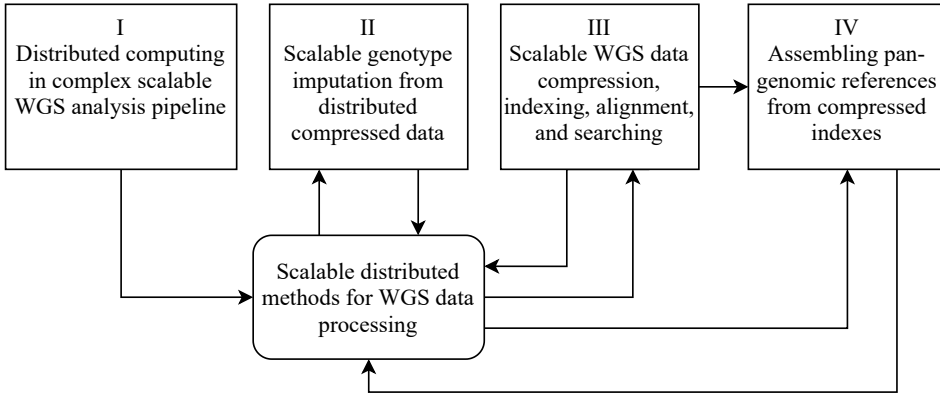 I
Distributed computing
in complex scalable
WGS analysis pipeline
II
Scalable genotype
imputation from
distributed
compressed data
III
Scalable WGS data
compression,
indexing, alignment,
and searching
IV
Assembling pan-
genomic references
from compressed
indexes
Scalable distributed
methods for WGS data
processing